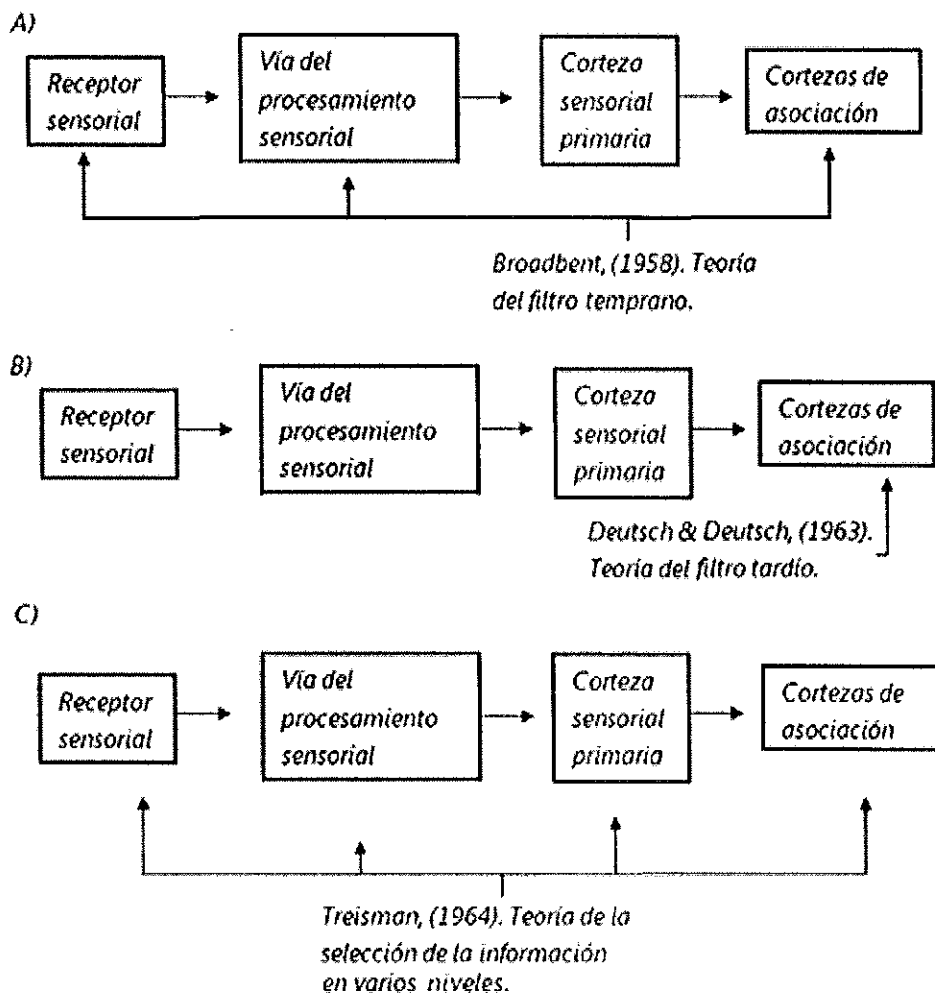 A)
Receptor
sensorial
Vía del
procesamiento
sensorial
Corteza
sensorial
primaria
Cortezas de
asociación
Broadbent, (1958). Teoría
del filtro temprano.
B)
Receptor
sensorial
Vía del
procesamiento
sensorial
Corteza
sensorial
primaria
Cortezas de
asociación
Deutsch & Deutsch, (1963).
Teoría del filtro tardío.
C)
Receptor
sensorial
Vía del
procesamiento
sensorial
Corteza
sensorial
primaria
Cortezas de
asociación
Treisman, (1964). Teoría de la
selección de la información
en varios niveles.